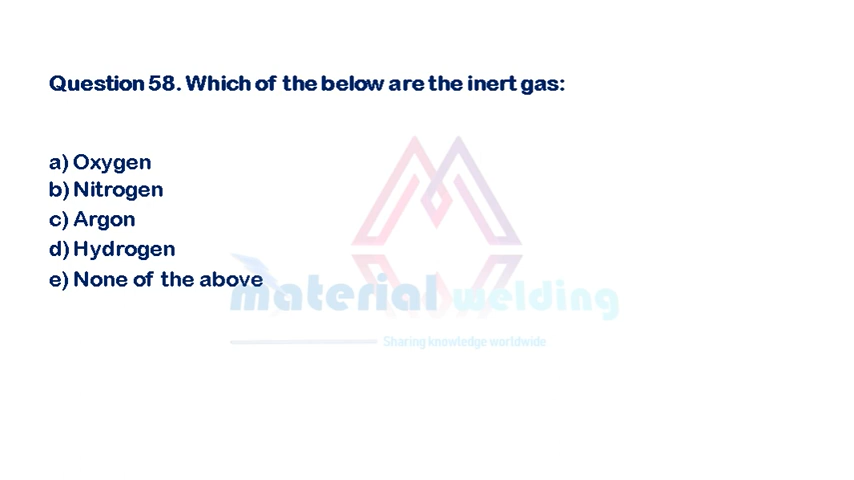 Question 58. Which of the below are the inert gas:
a) Oxygen
b) Nitrogen
c) Argon
d) Hydrogen
e) None of the above
material welding
Sharing knowledge worldwide